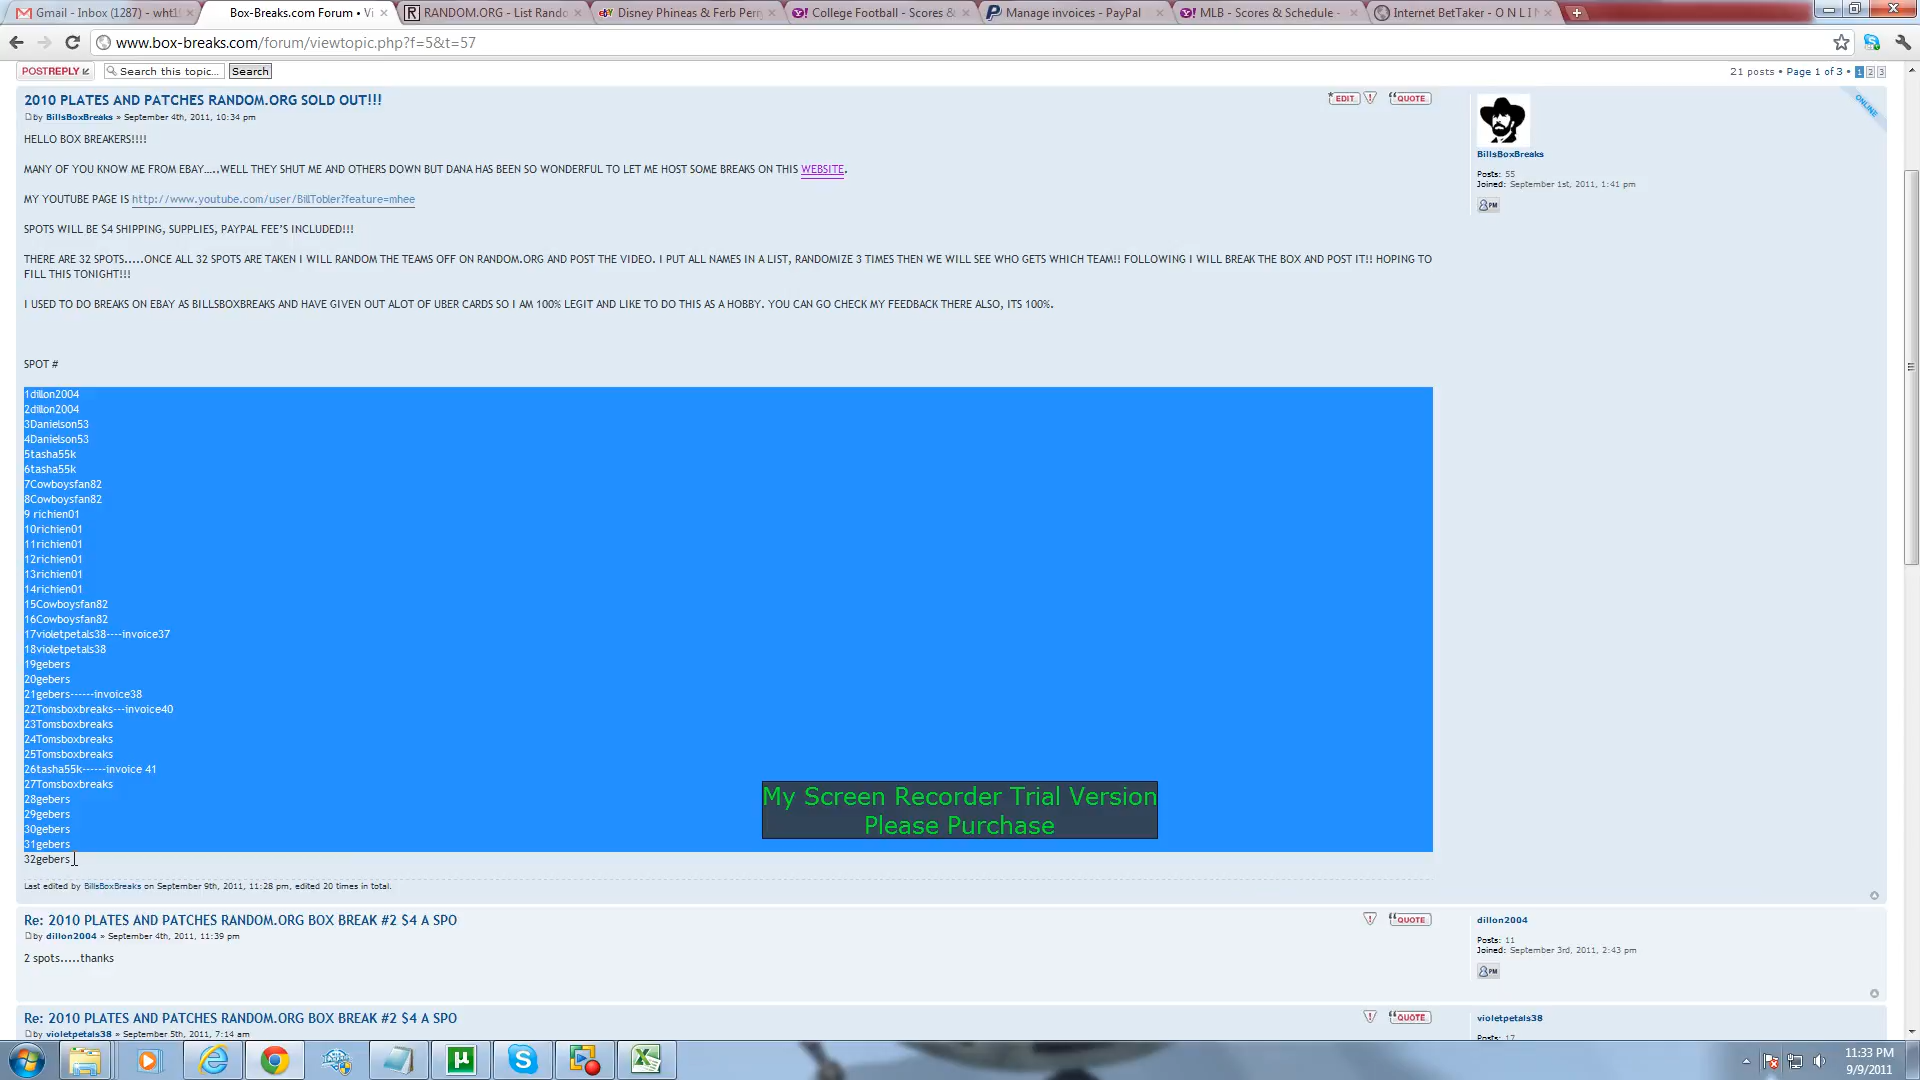 Gmail - Inbox (1287) - wht1
Box-Breaks.com Forum • Vi
RANDOM.ORG - List Rando
Disney Phineas & Ferb Perr
College Football - Scores &
Manage invoices - PayPal
MLB - Scores & Schedule -
Internet BetTaker - O N L I N
www.box-breaks.com/forum/viewtopic.php?f=5&t=57
POSTREPLY
Search this topic...
Search
21 posts • Page 1 of 3 • 1 2 3
2010 PLATES AND PATCHES RANDOM.ORG SOLD OUT!!!
EDIT
QUOTE
ONLINE
by BillsBoxBreaks » September 4th, 2011, 10:34 pm
HELLO BOX BREAKERS!!!!
MANY OF YOU KNOW ME FROM EBAY.....WELL THEY SHUT ME AND OTHERS DOWN BUT DANA HAS BEEN SO WONDERFUL TO LET ME HOST SOME BREAKS ON THIS WEBSITE.
MY YOUTUBE PAGE IS http://www.youtube.com/user/BillTobler?feature=mhee
SPOTS WILL BE $4 SHIPPING, SUPPLIES, PAYPAL FEE'S INCLUDED!!!
THERE ARE 32 SPOTS.....ONCE ALL 32 SPOTS ARE TAKEN I WILL RANDOM THE TEAMS OFF ON RANDOM.ORG AND POST THE VIDEO. I PUT ALL NAMES IN A LIST, RANDOMIZE 3 TIMES THEN WE WILL SEE WHO GETS WHICH TEAM!! FOLLOWING I WILL BREAK THE BOX AND POST IT!! HOPING TO
FILL THIS TONIGHT!!!
I USED TO DO BREAKS ON EBAY AS BILLSBOXBREAKS AND HAVE GIVEN OUT ALOT OF UBER CARDS SO I AM 100% LEGIT AND LIKE TO DO THIS AS A HOBBY. YOU CAN GO CHECK MY FEEDBACK THERE ALSO, ITS 100%.
BillsBoxBreaks
Posts: 55
Joined: September 1st, 2011, 1:41 pm
PM
SPOT #
1dillon2004
2dillon2004
3Danielson53
4Danielson53
5tasha55k
6tasha55k
7Cowboysfan82
8Cowboysfan82
9 richien01
10richien01
11richien01
12richien01
13richien01
14richien01
15Cowboysfan82
16Cowboysfan82
17violetpetals38----invoice37
18violetpetals38
19gebers
20gebers
21gebers------invoice38
22Tomsboxbreaks---invoice40
23Tomsboxbreaks
24Tomsboxbreaks
25Tomsboxbreaks
26tasha55k------invoice 41
27Tomsboxbreaks
28gebers
29gebers
30gebers
31gebers
32gebers
My Screen Recorder Trial Version
Please Purchase
Last edited by BillsBoxBreaks on September 9th, 2011, 11:28 pm, edited 20 times in total.
Re: 2010 PLATES AND PATCHES RANDOM.ORG BOX BREAK #2 $4 A SPO
QUOTE
by dillon2004 » September 4th, 2011, 11:39 pm
2 spots.....thanks
dillon2004
Posts: 11
Joined: September 3rd, 2011, 2:43 pm
PM
Re: 2010 PLATES AND PATCHES RANDOM.ORG BOX BREAK #2 $4 A SPO
QUOTE
by violetpetals38 » September 5th, 2011, 7:14 am
violetpetals38
Posts: 17
11:33 PM
9/9/2011